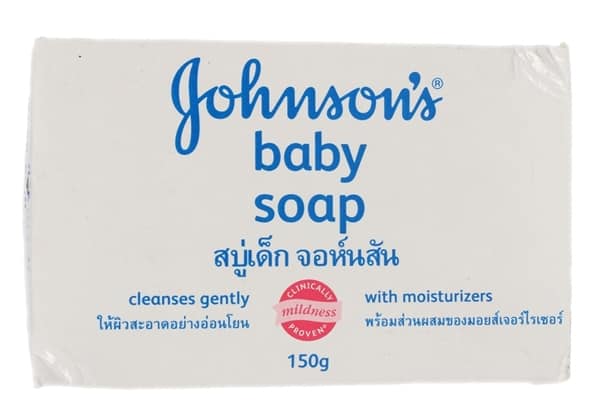 Johnson's®
baby
soap
สบู่เด็ก จอห์นสัน
cleanses gently
ให้ผิวสะอาดอย่างอ่อนโยน
CLINICALLY
mildness
PROVEN®
with moisturizers
พร้อมส่วนผสมของมอยส์เจอร์ไรเซอร์
150g